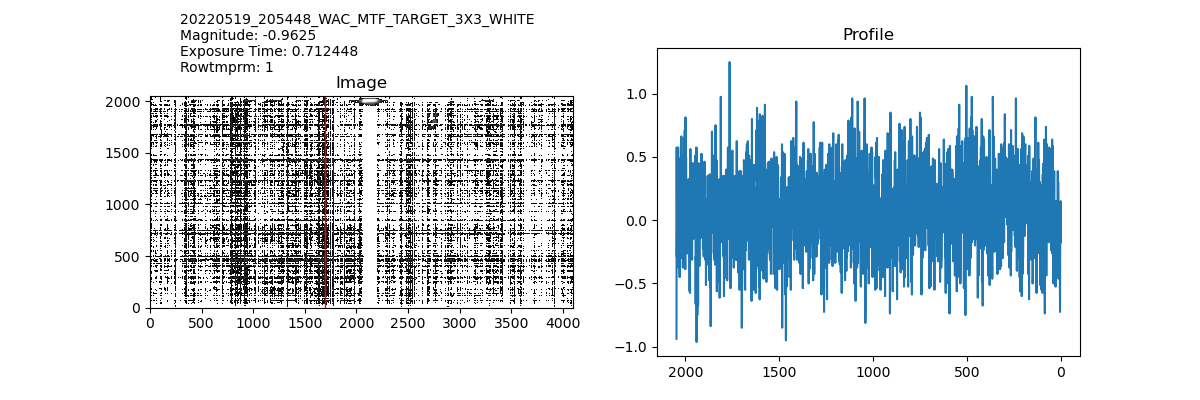 20220519_205448_WAC_MTF_TARGET_3X3_WHITE
Magnitude: -0.9625
Exposure Time: 0.712448
Rowtmprm: 1
Image
2000
1500
1000
500
0
0 500 1000 1500 2000 2500 3000 3500 4000
Profile
1.0
0.5
0.0
−0.5
−1.0
2000 1500 1000 500 0